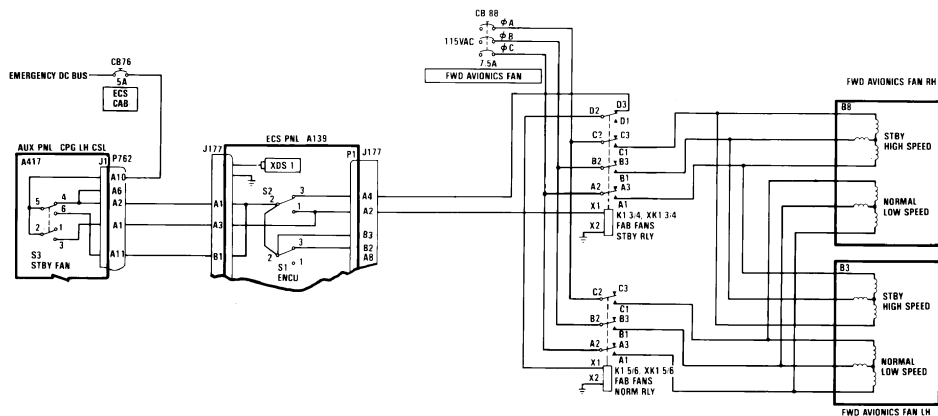 CB 88
ϕ A
ϕ B
115VAC
ϕ C
7.5A
FWD AVIONICS FAN
CB76
EMERGENCY DC BUS
5A
ECS
CAB
FWD AVIONICS FAN RH
B8
STBY
HIGH SPEED
NORMAL
LOW SPEED
D3
D2
D1
C2 C3
C1
B2 B3
B1
A2 A3
A1
X1
X2
K1 3/4, XK1 3/4
FAB FANS
STBY RLY
AUX PNL CPG LH CSL
A417
J1 P762
A10
A6
A2
A1
A11
5 4
6
2 1
3
S3
STBY FAN
ECS PNL A139
J177
XDS 1
P1 J177
A1
A3
B1
S2
2 3
1
A4
A2
B3
B2
A8
2 3
1
S1
ENCU
C2 C3
C1
B2 B3
B1
A2 A3
A1
X1
X2
K1 5/6, XK1 5/6
FAB FANS
NORM RLY
B3
STBY
HIGH SPEED
NORMAL
LOW SPEED
FWD AVIONICS FAN LH